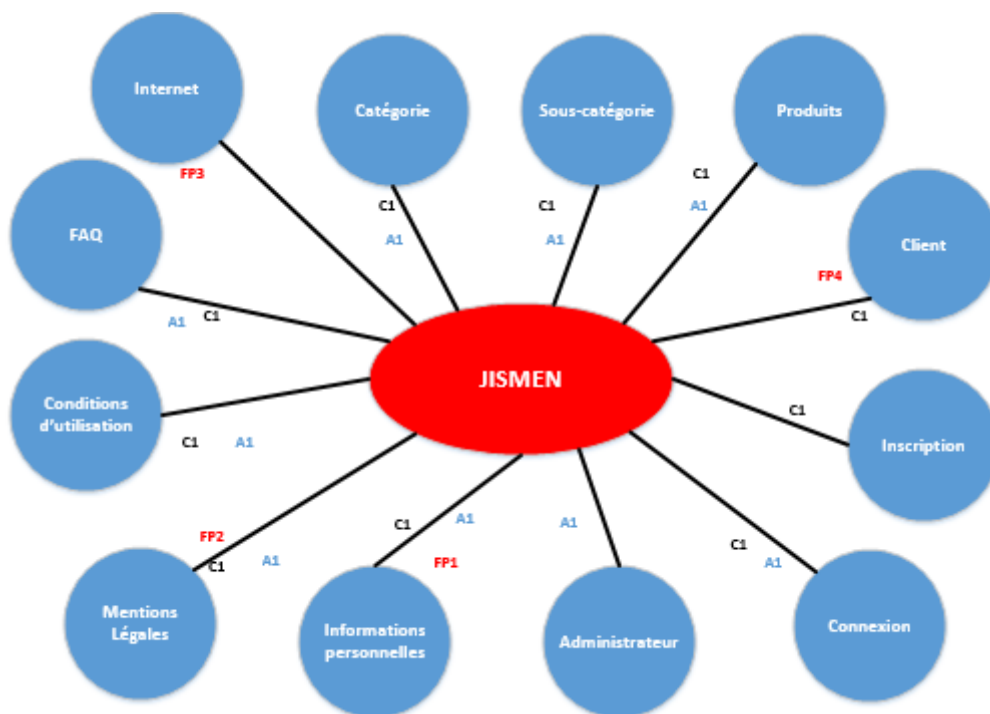 Internet
Catégorie
Sous-catégorie
Produits
FP3
C1
A1
C1
A1
C1
A1
FAQ
Client
FP4
C1
A1
C1
JISMEN
Conditions
d'utilisation
C1
A1
C1
Inscription
FP2
C1
A1
C1
A1
FP1
A1
C1
A1
Mentions
Légales
Informations
personnelles
Administrateur
Connexion